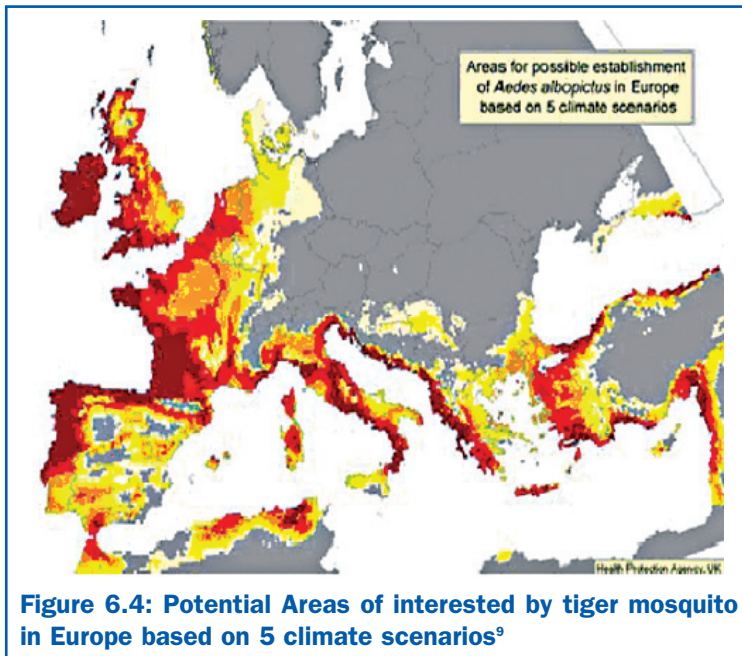 Areas for possible establishment
of Aedes albopictus in Europe
based on 5 climate scenarios
Health Protection Agency, UK
Figure 6.4: Potential Areas of interested by tiger mosquito
in Europe based on 5 climate scenarios⁹